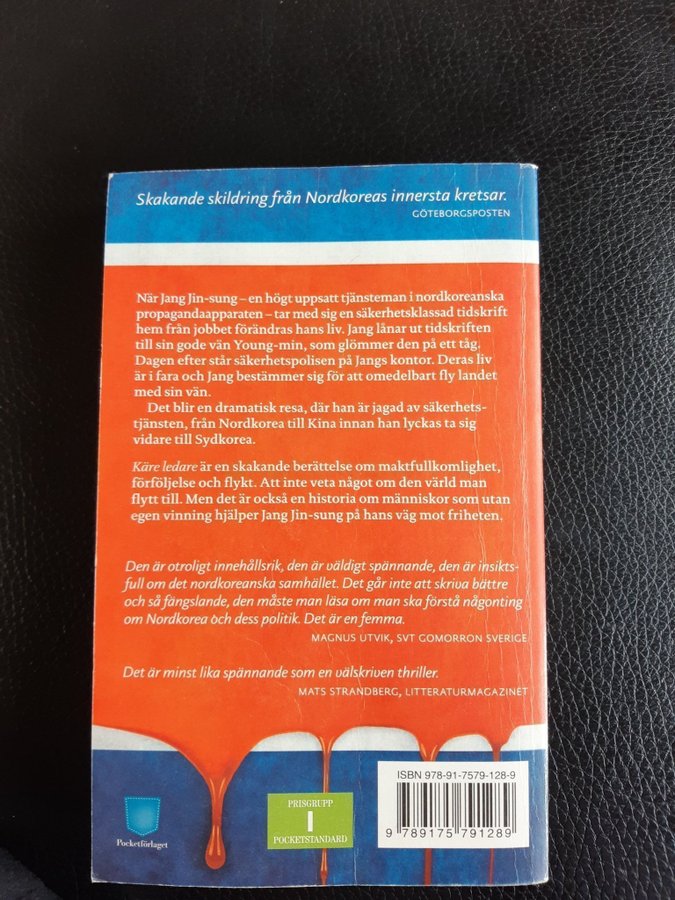 Skakande skildring från Nordkoreas innersta kretsar.
GÖTEBORGSPOSTEN
När Jang Jin-sung – en högt uppsatt tjänsteman i nordkoreanska
propagandaapparaten – tar med sig en säkerhetsklassad tidskrift
hem från jobbet förändras hans liv. Jang lånar ut tidskriften
till sin gode vän Young-min, som glömmer den på ett tåg.
Dagen efter står säkerhetspolisen på Jangs kontor. Deras liv
är i fara och Jang bestämmer sig för att omedelbart fly landet
med sin vän.
Det blir en dramatisk resa, där han är jagad av säkerhets-
tjänsten, från Nordkorea till Kina innan han lyckas ta sig
vidare till Sydkorea.
Käre ledare är en skakande berättelse om maktfullkomlighet,
förföljelse och flykt. Att inte veta något om den värld man
flytt till. Men det är också en historia om människor som utan
egen vinning hjälper Jang Jin-sung på hans väg mot friheten.
Den är otroligt innehållsrik, den är väldigt spännande, den är insikts-
full om det nordkoreanska samhället. Det går inte att skriva bättre
och så fängslande, den måste man läsa om man ska förstå någonting
om Nordkorea och dess politik. Det är en femma.
MAGNUS UTVIK, SVT GOMORRON SVERIGE
Det är minst lika spännande som en välskriven thriller.
MATS STRANDBERG, LITTERATURMAGAZINET
ISBN 978-91-7579-128-9
9 789175 791289
PRISGRUPP
I
POCKETSTANDARD
Pocketförlaget